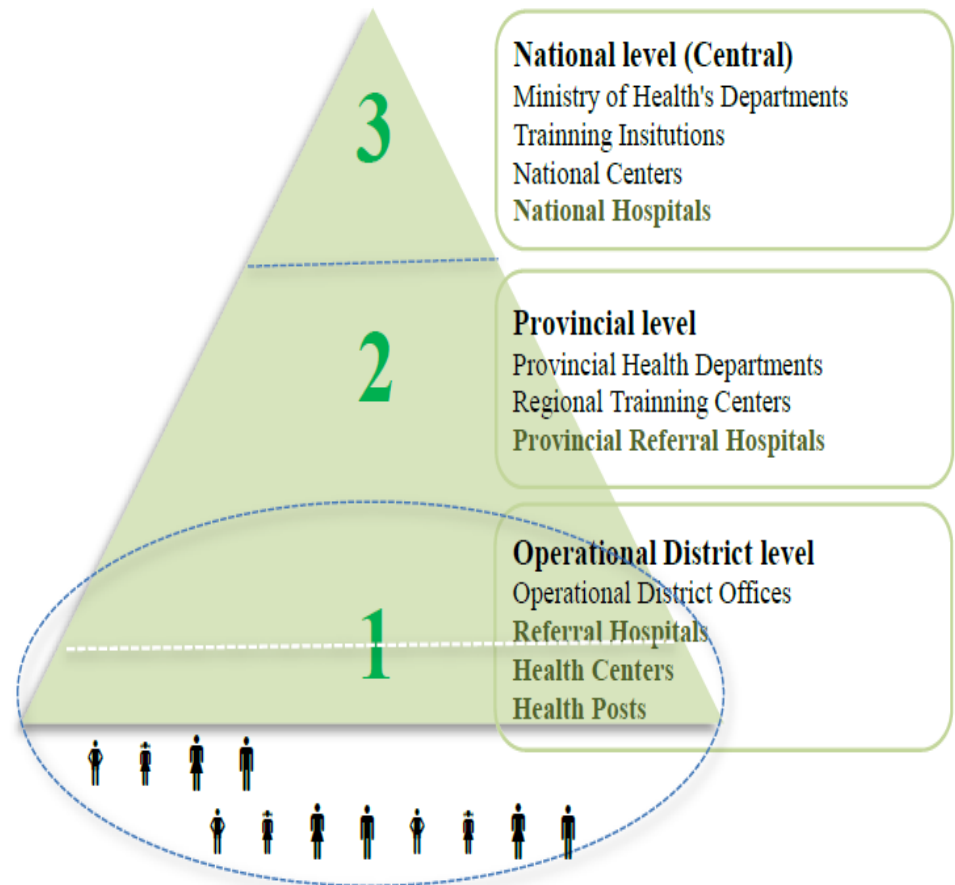 3
National level (Central)
Ministry of Health's Departments
Trainning Insitutions
National Centers
National Hospitals
2
Provincial level
Provincial Health Departments
Regional Trainning Centers
Provincial Referral Hospitals
1
Operational District level
Operational District Offices
Referral Hospitals
Health Centers
Health Posts